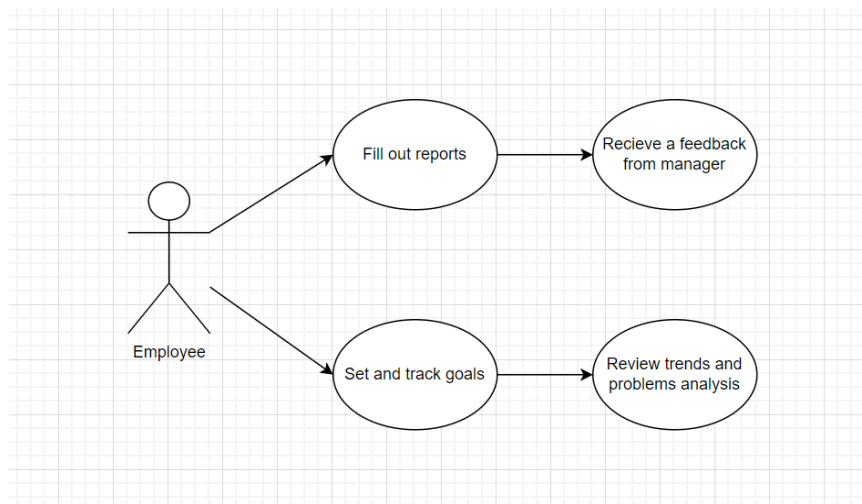 Fill out reports
Recieve a feedback
from manager
Employee
Set and track goals
Review trends and
problems analysis